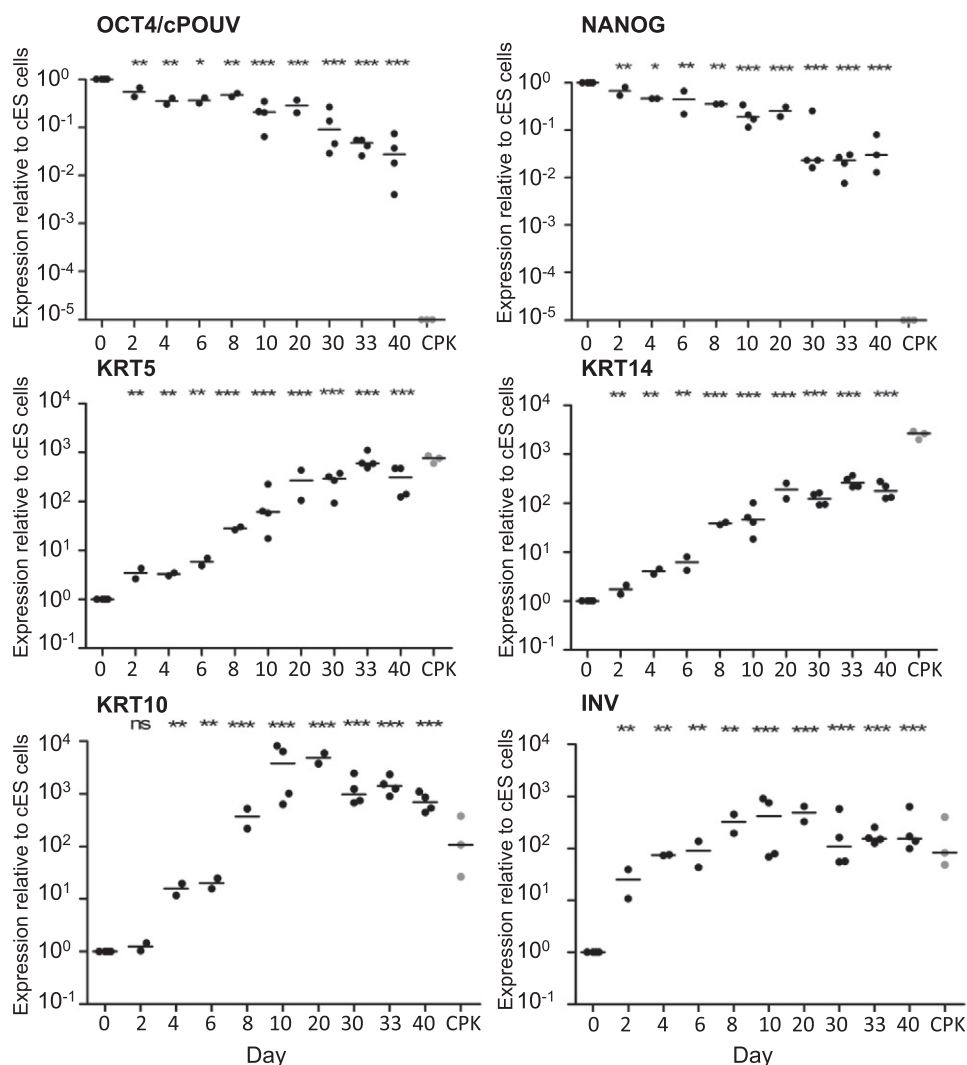 OCT4/cPOUV
Expression relative to cES cells
** ** * ** *** *** *** *** ***
10^0
10^-1
10^-2
10^-3
10^-4
10^-5
0 2 4 6 8 10 20 30 33 40 CPK
NANOG
Expression relative to cES cells
** * ** ** *** *** *** *** ***
10^0
10^-1
10^-2
10^-3
10^-4
10^-5
0 2 4 6 8 10 20 30 33 40 CPK
KRT5
Expression relative to cES cells
** ** ** *** *** *** *** *** ***
10^4
10^3
10^2
10^1
10^0
10^-1
0 2 4 6 8 10 20 30 33 40 CPK
KRT14
Expression relative to cES cells
** ** ** *** *** *** *** *** ***
10^4
10^3
10^2
10^1
10^0
10^-1
0 2 4 6 8 10 20 30 33 40 CPK
KRT10
Expression relative to cES cells
ns ** ** *** *** *** *** *** ***
10^4
10^3
10^2
10^1
10^0
10^-1
0 2 4 6 8 10 20 30 33 40 CPK
Day
INV
Expression relative to cES cells
** ** ** ** *** *** *** *** ***
10^4
10^3
10^2
10^1
10^0
10^-1
0 2 4 6 8 10 20 30 33 40 CPK
Day